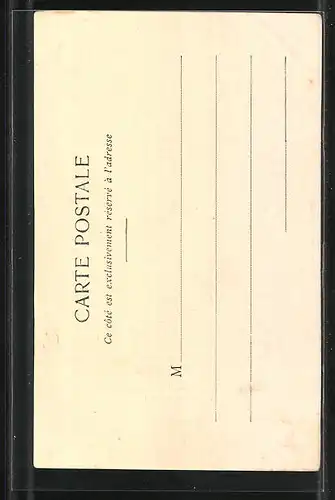 CARTE POSTALE
Ce côté est exclusivement réservé à l'adresse
M